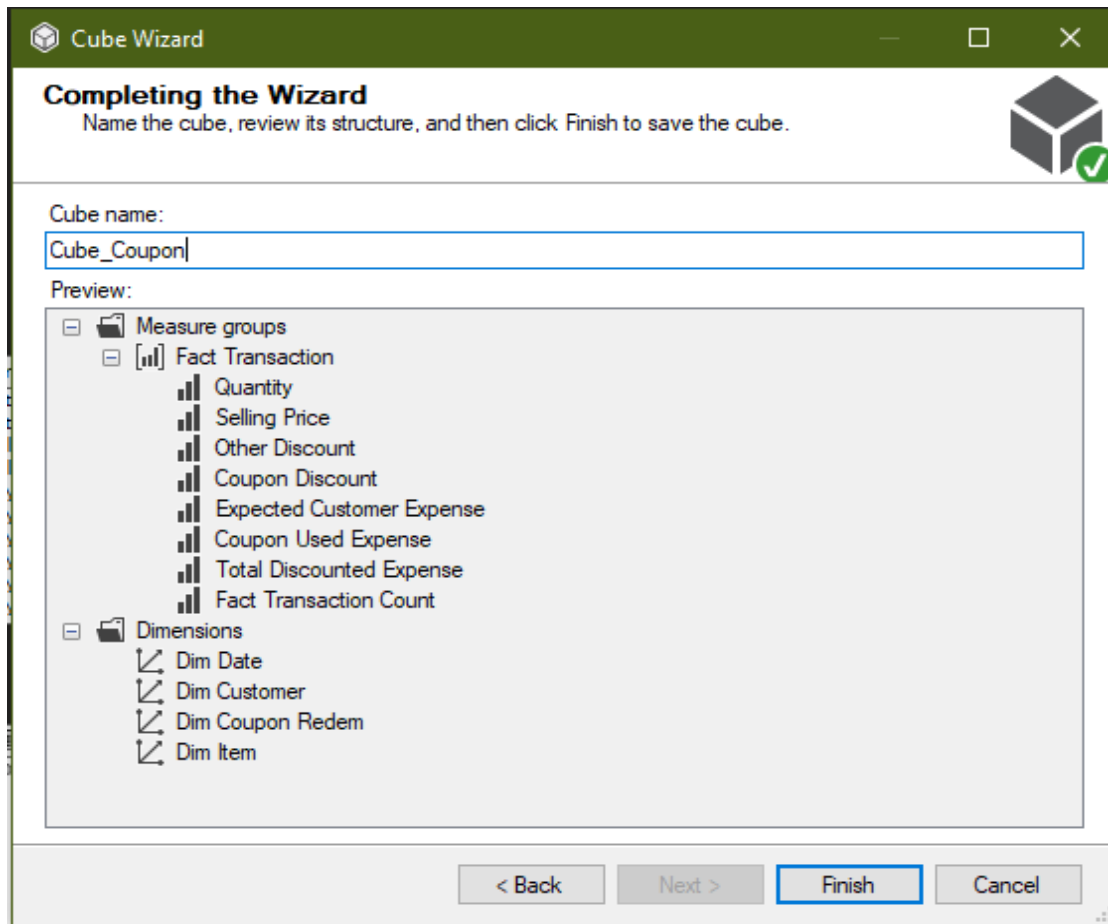 Cube Wizard
Completing the Wizard
Name the cube, review its structure, and then click Finish to save the cube.
Cube name:
Cube_Coupon
Preview:
Measure groups
Fact Transaction
Quantity
Selling Price
Other Discount
Coupon Discount
Expected Customer Expense
Coupon Used Expense
Total Discounted Expense
Fact Transaction Count
Dimensions
Dim Date
Dim Customer
Dim Coupon Redem
Dim Item
< Back Next > Finish Cancel